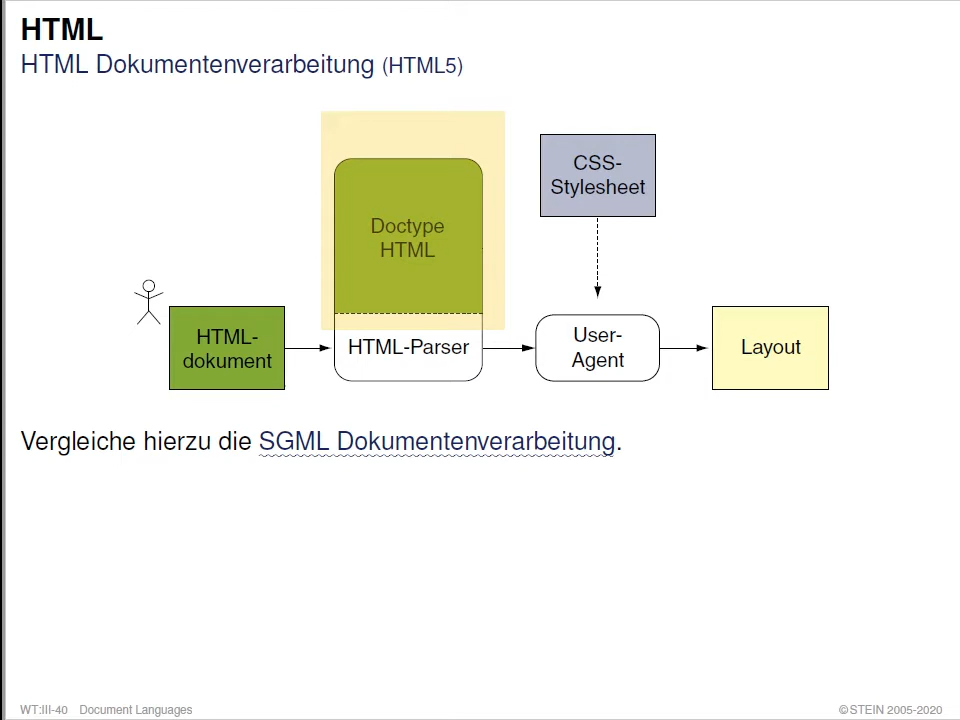 HTML
HTML Dokumentenverarbeitung (HTML5)
CSS-
Stylesheet
Doctype
HTML
HTML-
dokument
HTML-Parser
User-
Agent
Layout
Vergleiche hierzu die SGML Dokumentenverarbeitung.
WT:III-40 Document Languages
©STEIN 2005-2020